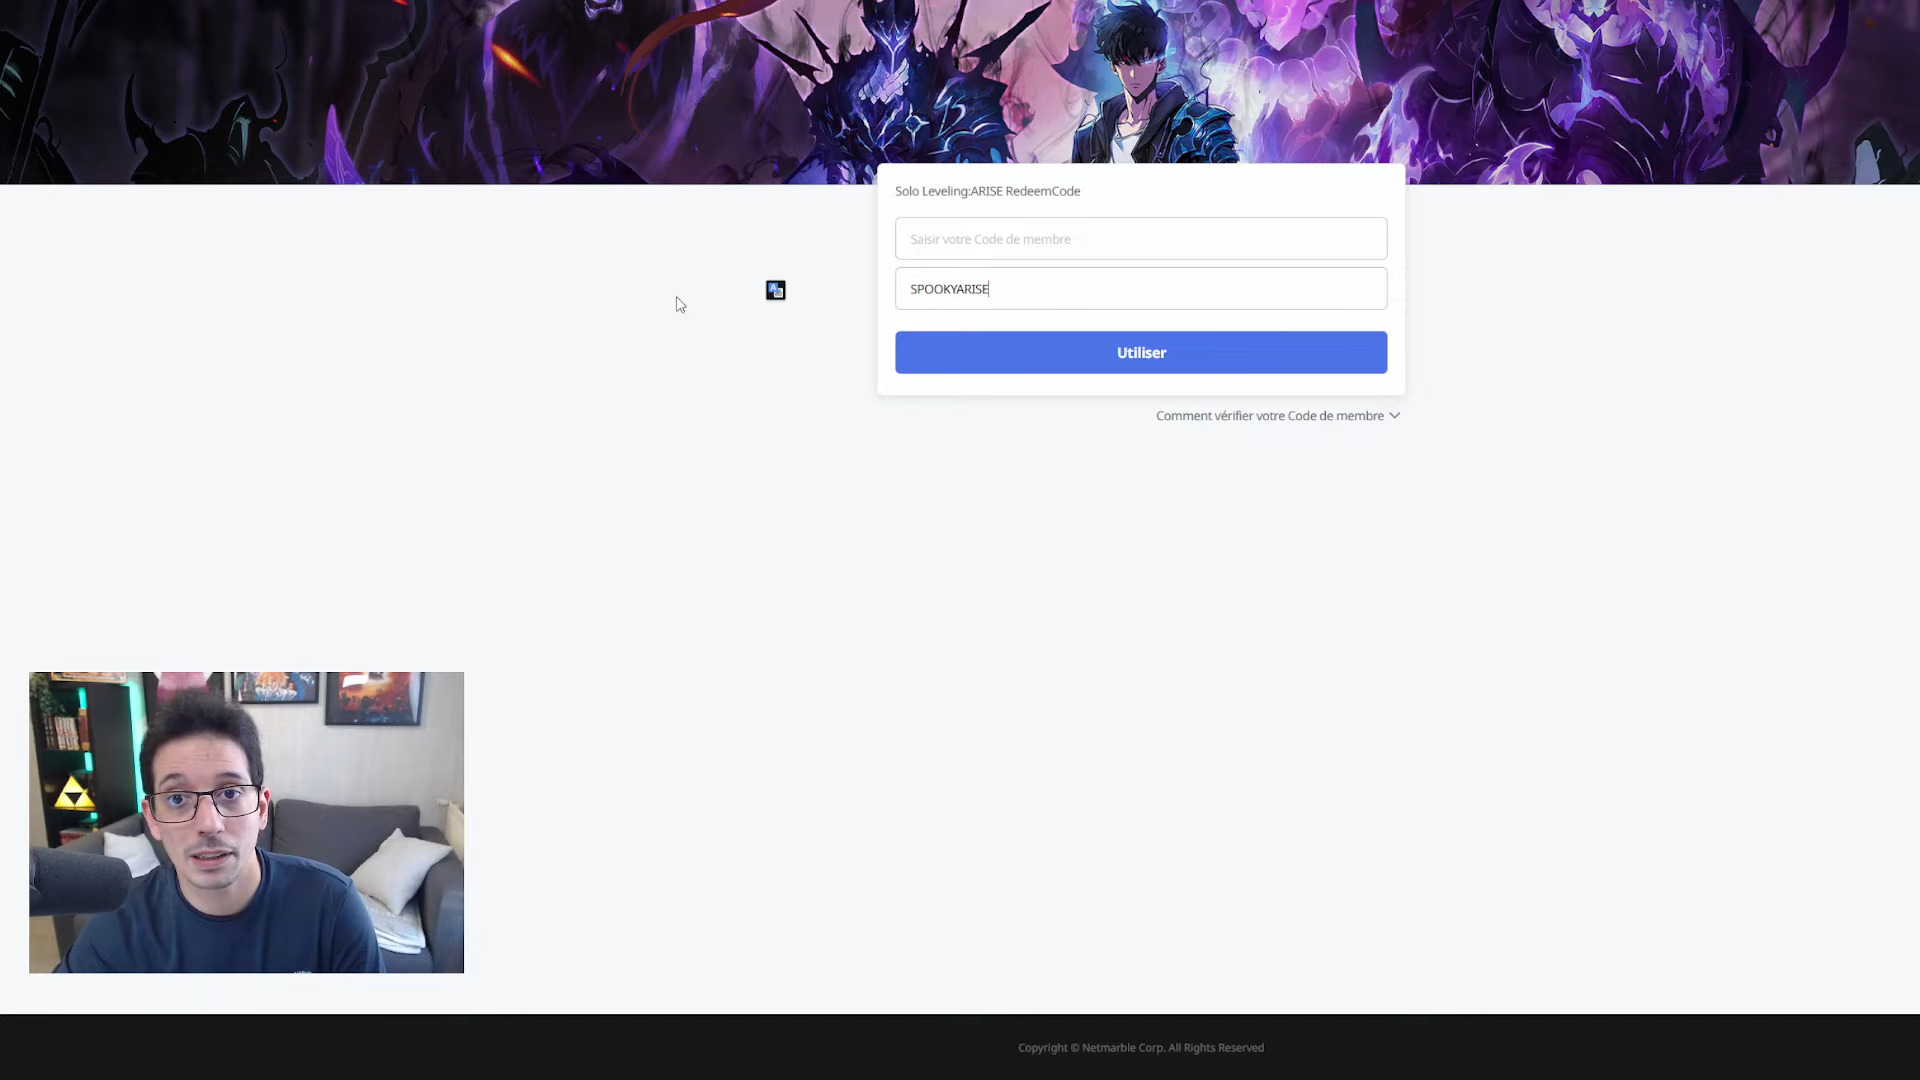 Solo Leveling:ARISE RedeemCode
Saisir votre Code de membre
SPOOKYARISE
Utiliser
Comment vérifier votre Code de membre
Copyright © Netmarble Corp. All Rights Reserved